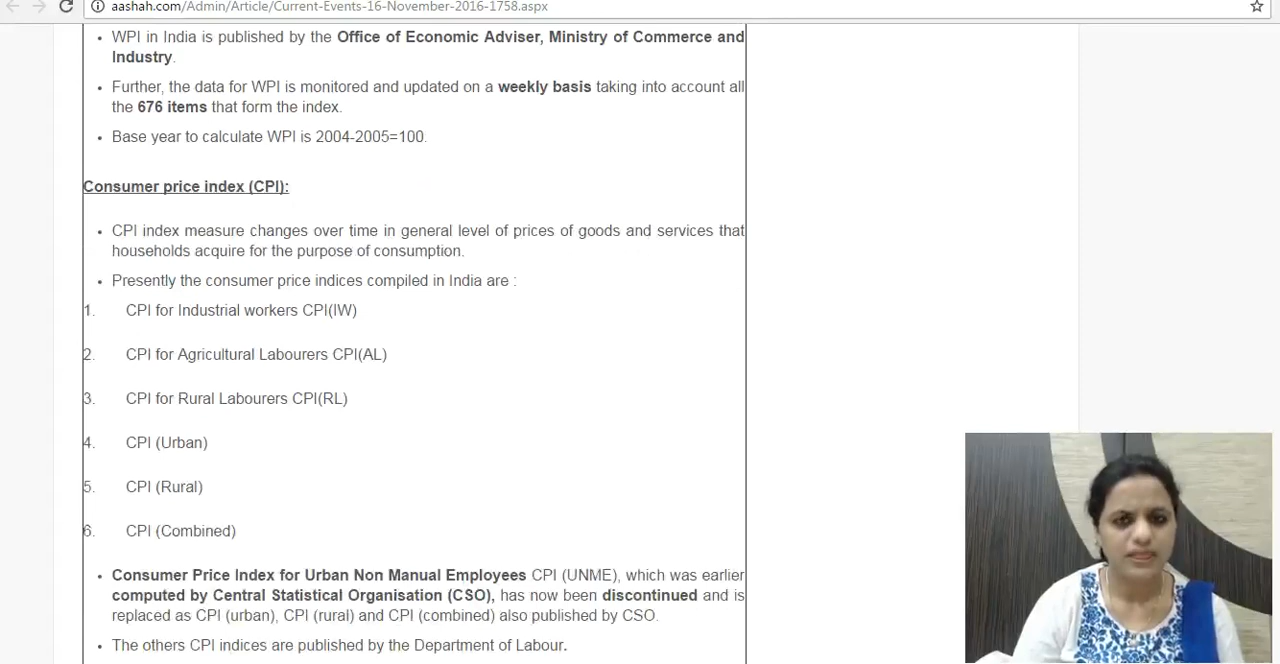 aashah.com/Admin/Article/Current-Events-16-November-2016-1758.aspx
• WPI in India is published by the Office of Economic Adviser, Ministry of Commerce and
Industry.
• Further, the data for WPI is monitored and updated on a weekly basis taking into account all
the 676 items that form the index.
• Base year to calculate WPI is 2004-2005=100.
Consumer price index (CPI):
• CPI index measure changes over time in general level of prices of goods and services that
households acquire for the purpose of consumption.
• Presently the consumer price indices compiled in India are :
1. CPI for Industrial workers CPI(IW)
2. CPI for Agricultural Labourers CPI(AL)
3. CPI for Rural Labourers CPI(RL)
4. CPI (Urban)
5. CPI (Rural)
6. CPI (Combined)
• Consumer Price Index for Urban Non Manual Employees CPI (UNME), which was earlier
computed by Central Statistical Organisation (CSO), has now been discontinued and is
replaced as CPI (urban), CPI (rural) and CPI (combined) also published by CSO.
• The others CPI indices are published by the Department of Labour.